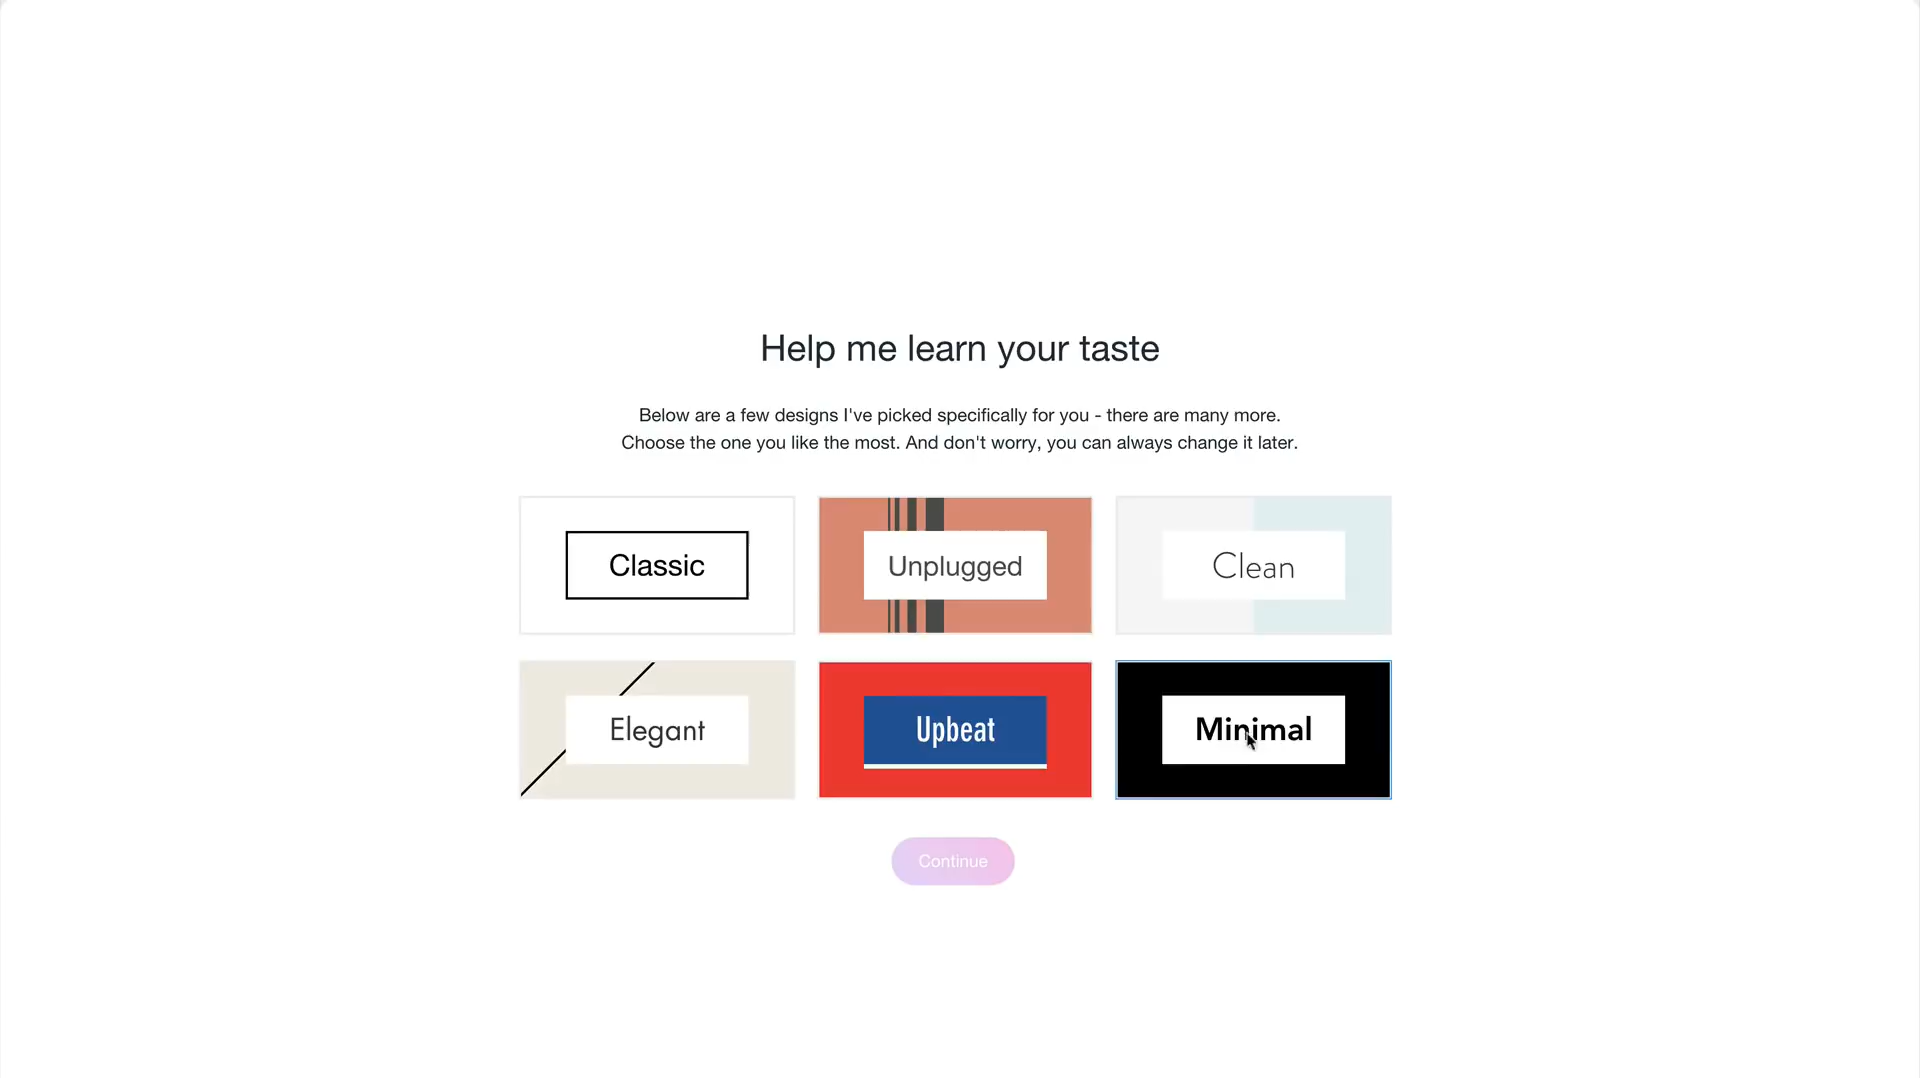 Help me learn your taste
Below are a few designs I've picked specifically for you - there are many more.
Choose the one you like the most. And don't worry, you can always change it later.
Classic
Unplugged
Clean
Elegant
Upbeat
Minimal
Continue